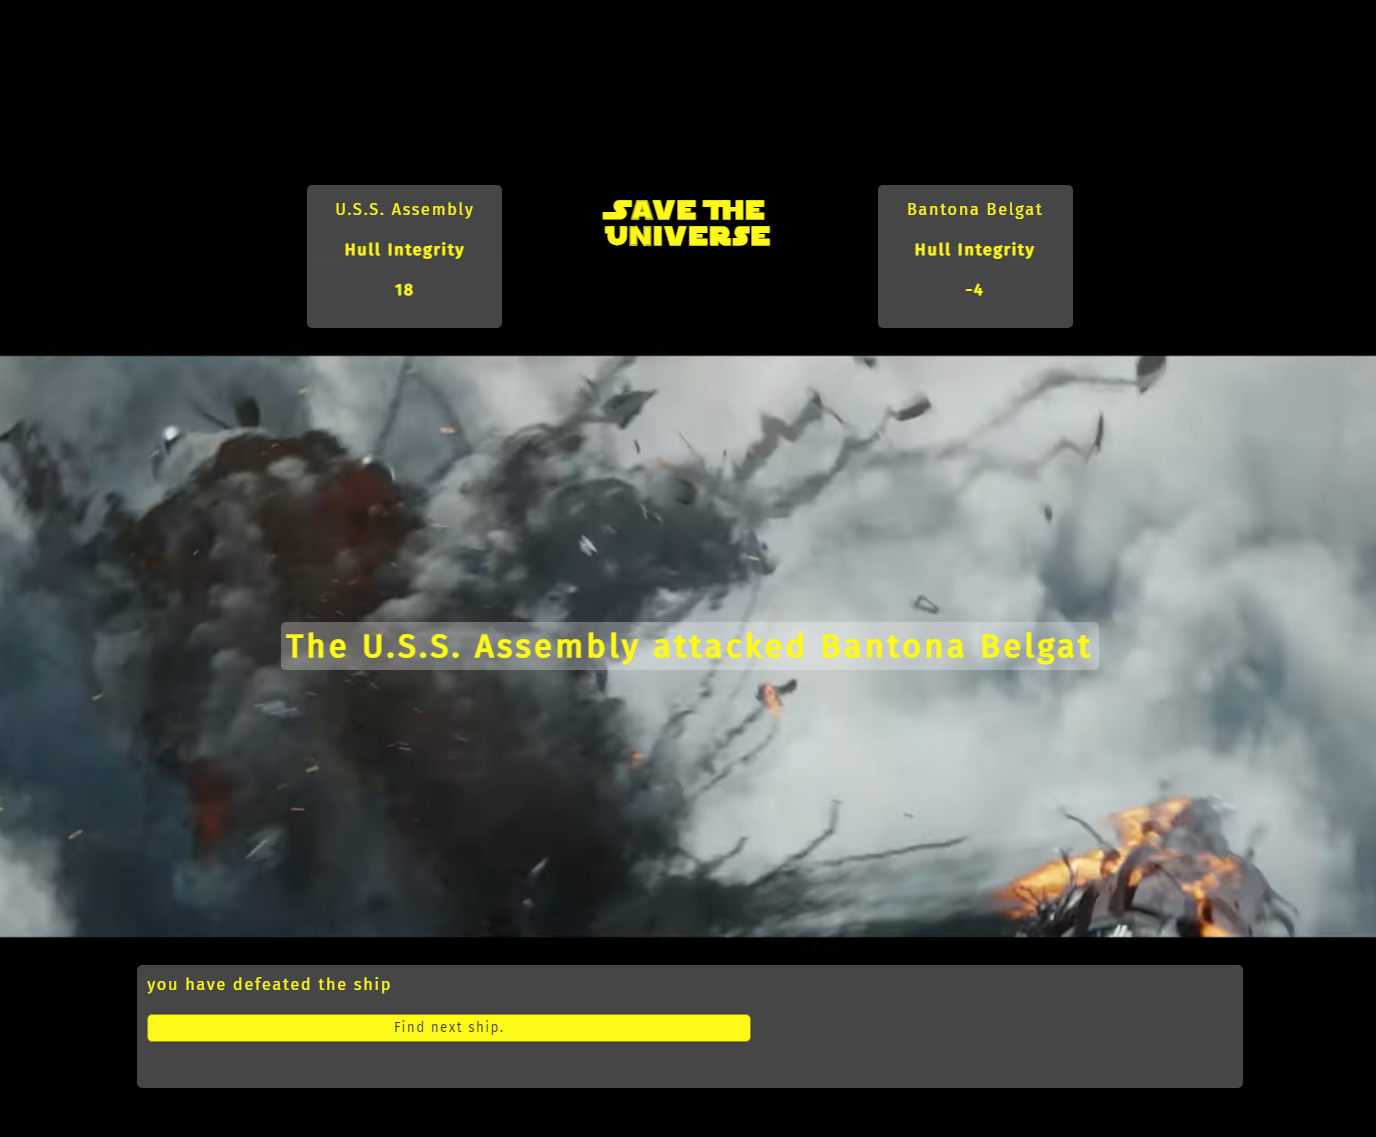 U.S.S. Assembly
Hull Integrity
18
SAVE THE
UNIVERSE
Bantona Belgat
Hull Integrity
-4
The U.S.S. Assembly attacked Bantona Belgat
you have defeated the ship
Find next ship.